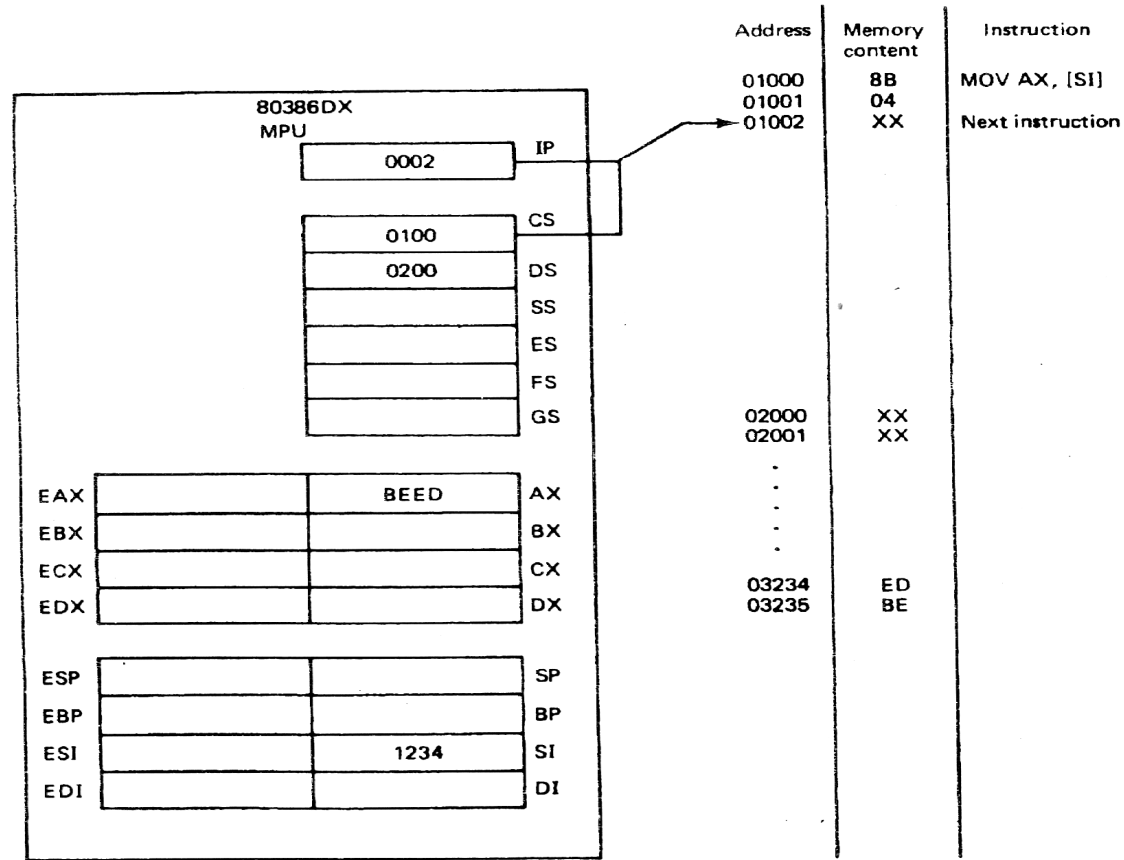 80386DX
MPU
0002 IP
0100 CS
0200 DS
SS
ES
FS
GS
EAX BEED AX
EBX BX
ECX CX
EDX DX
ESP SP
EBP BP
ESI 1234 SI
EDI DI
Address Memory content Instruction
01000 8B MOV AX, [SI]
01001 04
01002 XX Next instruction
02000 XX
02001 XX
03234 ED
03235 BE